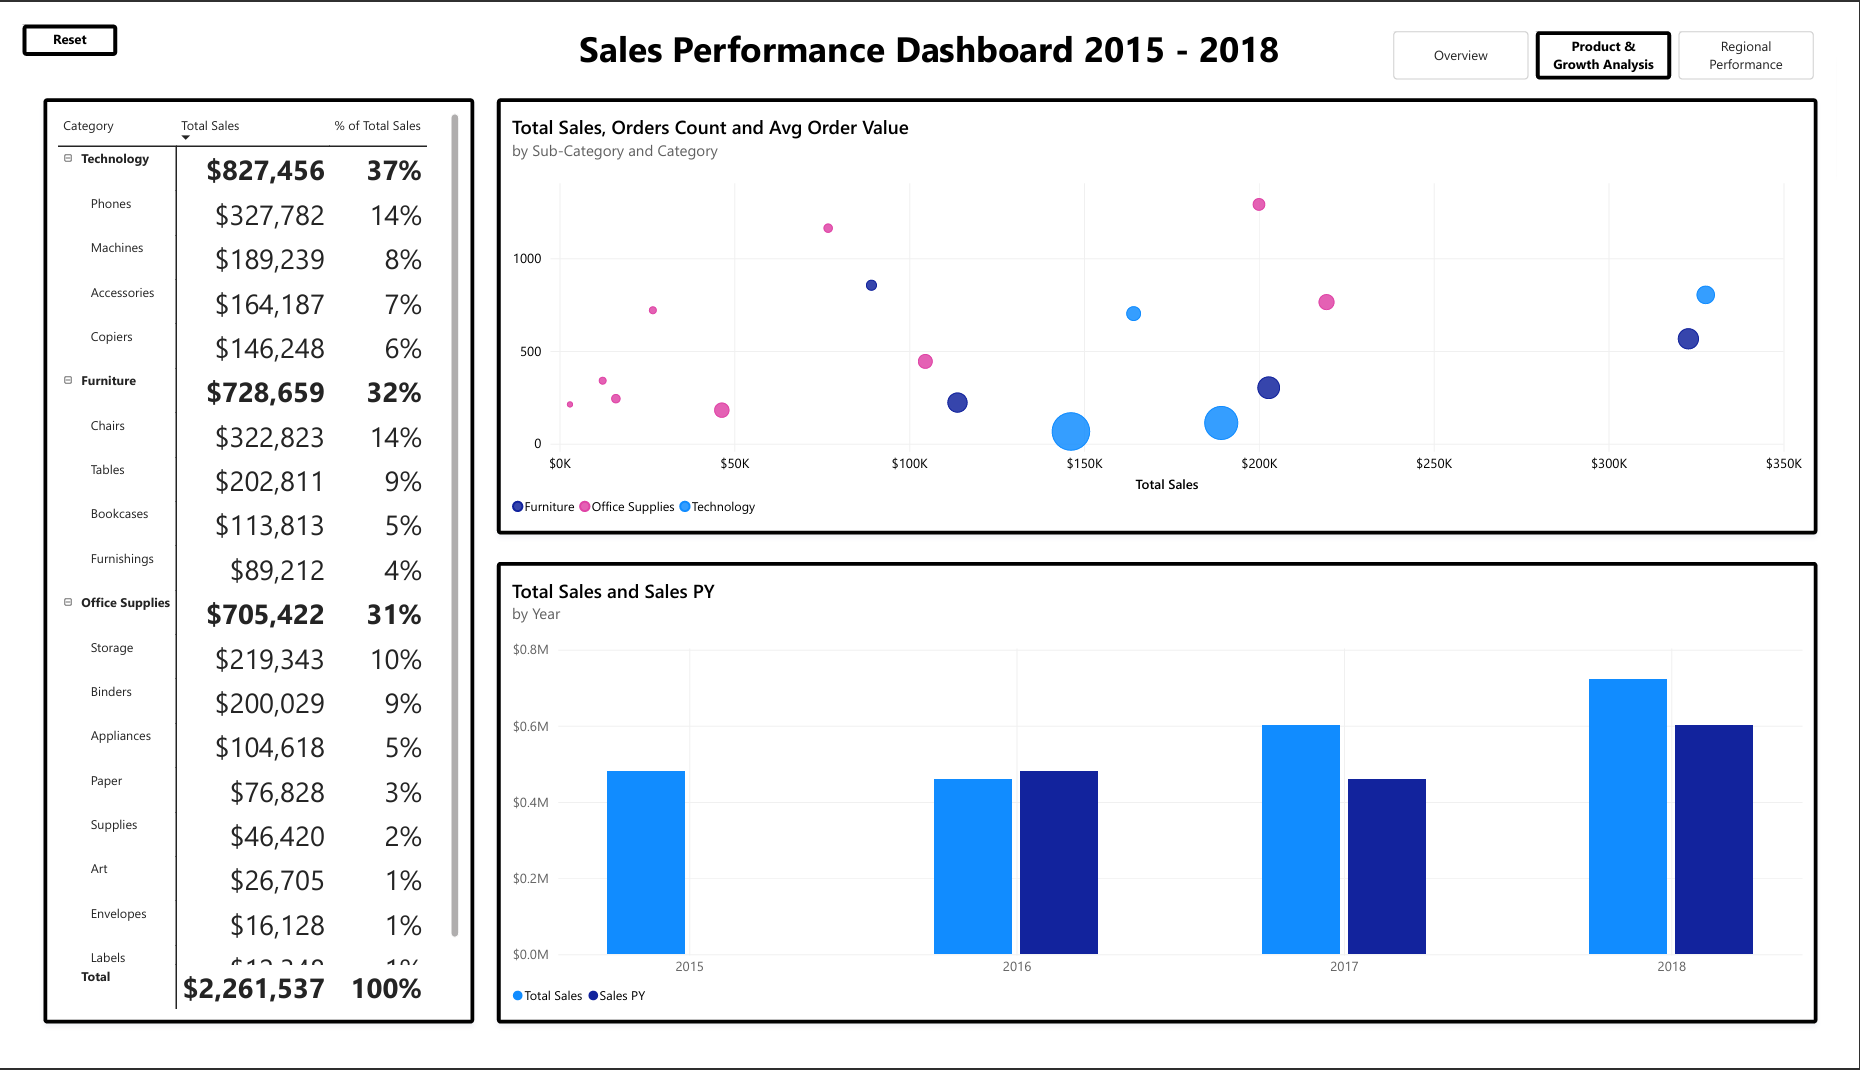 Reset
Sales Performance Dashboard 2015 - 2018
Overview
Product &
Growth Analysis
Regional
Performance
Category Total Sales % of Total Sales
Technology $827,456 37%
Phones $327,782 14%
Machines $189,239 8%
Accessories $164,187 7%
Copiers $146,248 6%
Furniture $728,659 32%
Chairs $322,823 14%
Tables $202,811 9%
Bookcases $113,813 5%
Furnishings $89,212 4%
Office Supplies $705,422 31%
Storage $219,343 10%
Binders $200,029 9%
Appliances $104,618 5%
Paper $76,828 3%
Supplies $46,420 2%
Art $26,705 1%
Envelopes $16,128 1%
Labels
Total $2,261,537 100%
Total Sales, Orders Count and Avg Order Value
by Sub-Category and Category
1000
500
0
$0K $50K $100K $150K $200K $250K $300K $350K
Total Sales
Furniture Office Supplies Technology
Total Sales and Sales PY
by Year
$0.8M
$0.6M
$0.4M
$0.2M
$0.0M
2015 2016 2017 2018
Total Sales Sales PY